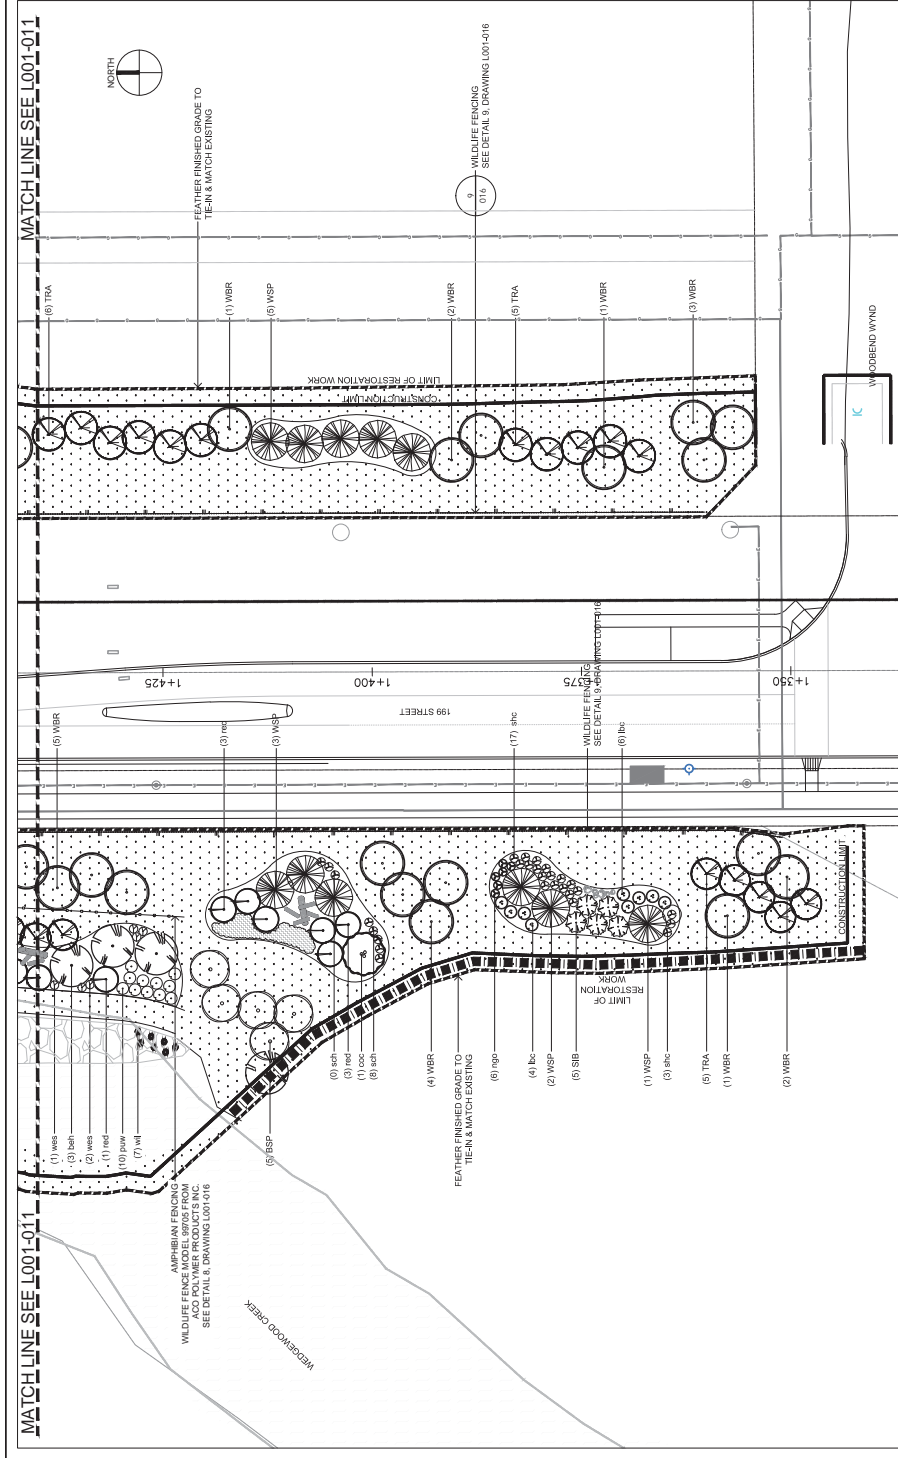 MATCH LINE SEE L001-011
NORTH
FEATHER FINISHED GRADE TO
TIE-IN & MATCH EXISTING
9
016
WILDLIFE FENCING
SEE DETAIL 9, DRAWING L001-016
(6) TRA
(1) WBR
(5) WSP
(2) WBR
(5) TRA
(1) WBR
(3) WBR
LIMIT OF RESTORATION WORK
CONSTRUCTION LIMIT
WOODBEND WYND
1+425
1+400
1+375
1+350
199 STREET
(5) WBR
(3) red
(3) WSP
(17) shc
WILDLIFE FENCING
SEE DETAIL 9, DRAWING L001-016
(6) lbc
CONSTRUCTION LIMIT
LIMIT OF
RESTORATION
WORK
(1) wes
(3) beh
(2) wes
(1) red
(10) puw
(7) wil
(5) BSP
(0) sch
(3) red
(1) coc
(8) sch
(4) WBR
FEATHER FINISHED GRADE TO
TIE-IN & MATCH EXISTING
(6) ngo
(4) lbc
(2) WSP
(5) SIB
(1) WSP
(3) shc
(5) TRA
(1) WBR
(2) WBR
AMPHIBIAN FENCING
WILDLIFE FENCE MODEL 99705 FROM
ACO POLYMER PRODUCTS INC.
SEE DETAIL 8, DRAWING L001-016
WEDGEWOOD CREEK
MATCH LINE SEE L001-011